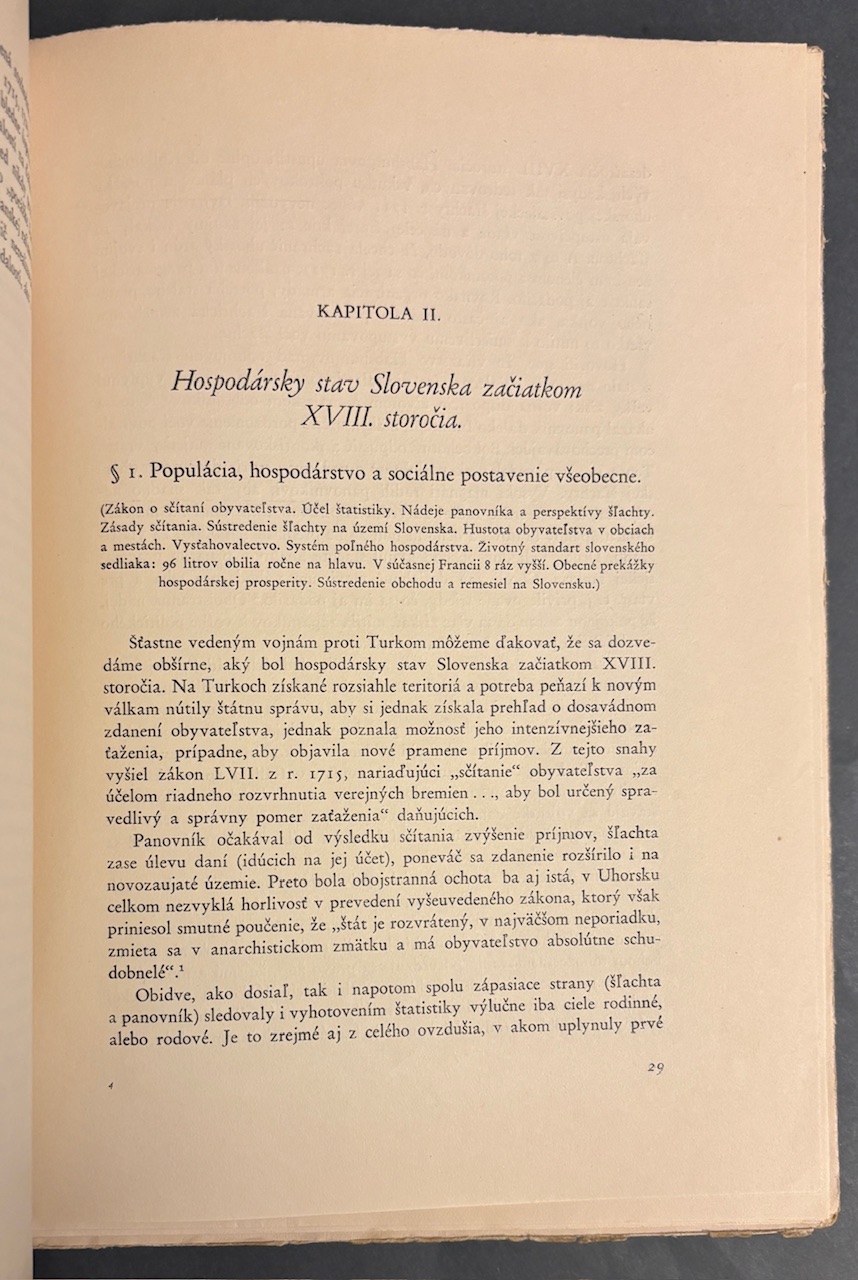 KAPITOLA II.
Hospodársky stav Slovenska začiatkom
XVIII. storočia.
§ 1. Populácia, hospodárstvo a sociálne postavenie všeobecne.
(Zákon o sčítaní obyvateľstva. Účel štatistiky. Nádeje panovníka a perspektívy šľachty.
Zásady sčítania. Sústredenie šľachty na území Slovenska. Hustota obyvateľstva v obciach
a mestách. Vysťahovalectvo. Systém poľného hospodárstva. Životný standart slovenského
sedliaka: 96 litrov obilia ročne na hlavu. V súčasnej Francii 8 ráz vyšší. Obecné prekážky
hospodárskej prosperity. Sústredenie obchodu a remesiel na Slovensku.)
Šťastne vedeným vojnám proti Turkom môžeme ďakovať, že sa dozve-
dáme obšírne, aký bol hospodársky stav Slovenska začiatkom XVIII.
storočia. Na Turkoch získané rozsiahle teritoriá a potreba peňazí k novým
válkam nútily štátnu správu, aby si jednak získala prehľad o dosavádnom
zdanení obyvateľstva, jednak poznala možnosť jeho intenzívnejšieho za-
ťaženia, prípadne, aby objavila nové pramene príjmov. Z tejto snahy
vyšiel zákon LVII. z r. 1715, nariaďujúci „sčítanie“ obyvateľstva „za
účelom riadneho rozvrhnutia verejných bremien . . ., aby bol určený spra-
vedlivý a správny pomer zaťaženia“ daňujúcich.
Panovník očakával od výsledku sčítania zvýšenie príjmov, šľachta
zase úlevu daní (idúcich na jej účet), poneváč sa zdanenie rozšírilo i na
novozaujaté územie. Preto bola obojstranná ochota ba aj istá, v Uhorsku
celkom nezvyklá horlivosť v prevedení vyšeuvedeného zákona, ktorý však
priniesol smutné poučenie, že „štát je rozvrátený, v najväčšom neporiadku,
zmieta sa v anarchistickom zmätku a má obyvateľstvo absolútne schu-
dobnelé“.¹
Obidve, ako dosiaľ, tak i napotom spolu zápasiace strany (šľachta
a panovník) sledovaly i vyhotovením štatistiky výlučne iba ciele rodinné,
alebo rodové. Je to zrejmé aj z celého ovzdušia, v akom uplynuly prvé
29
4